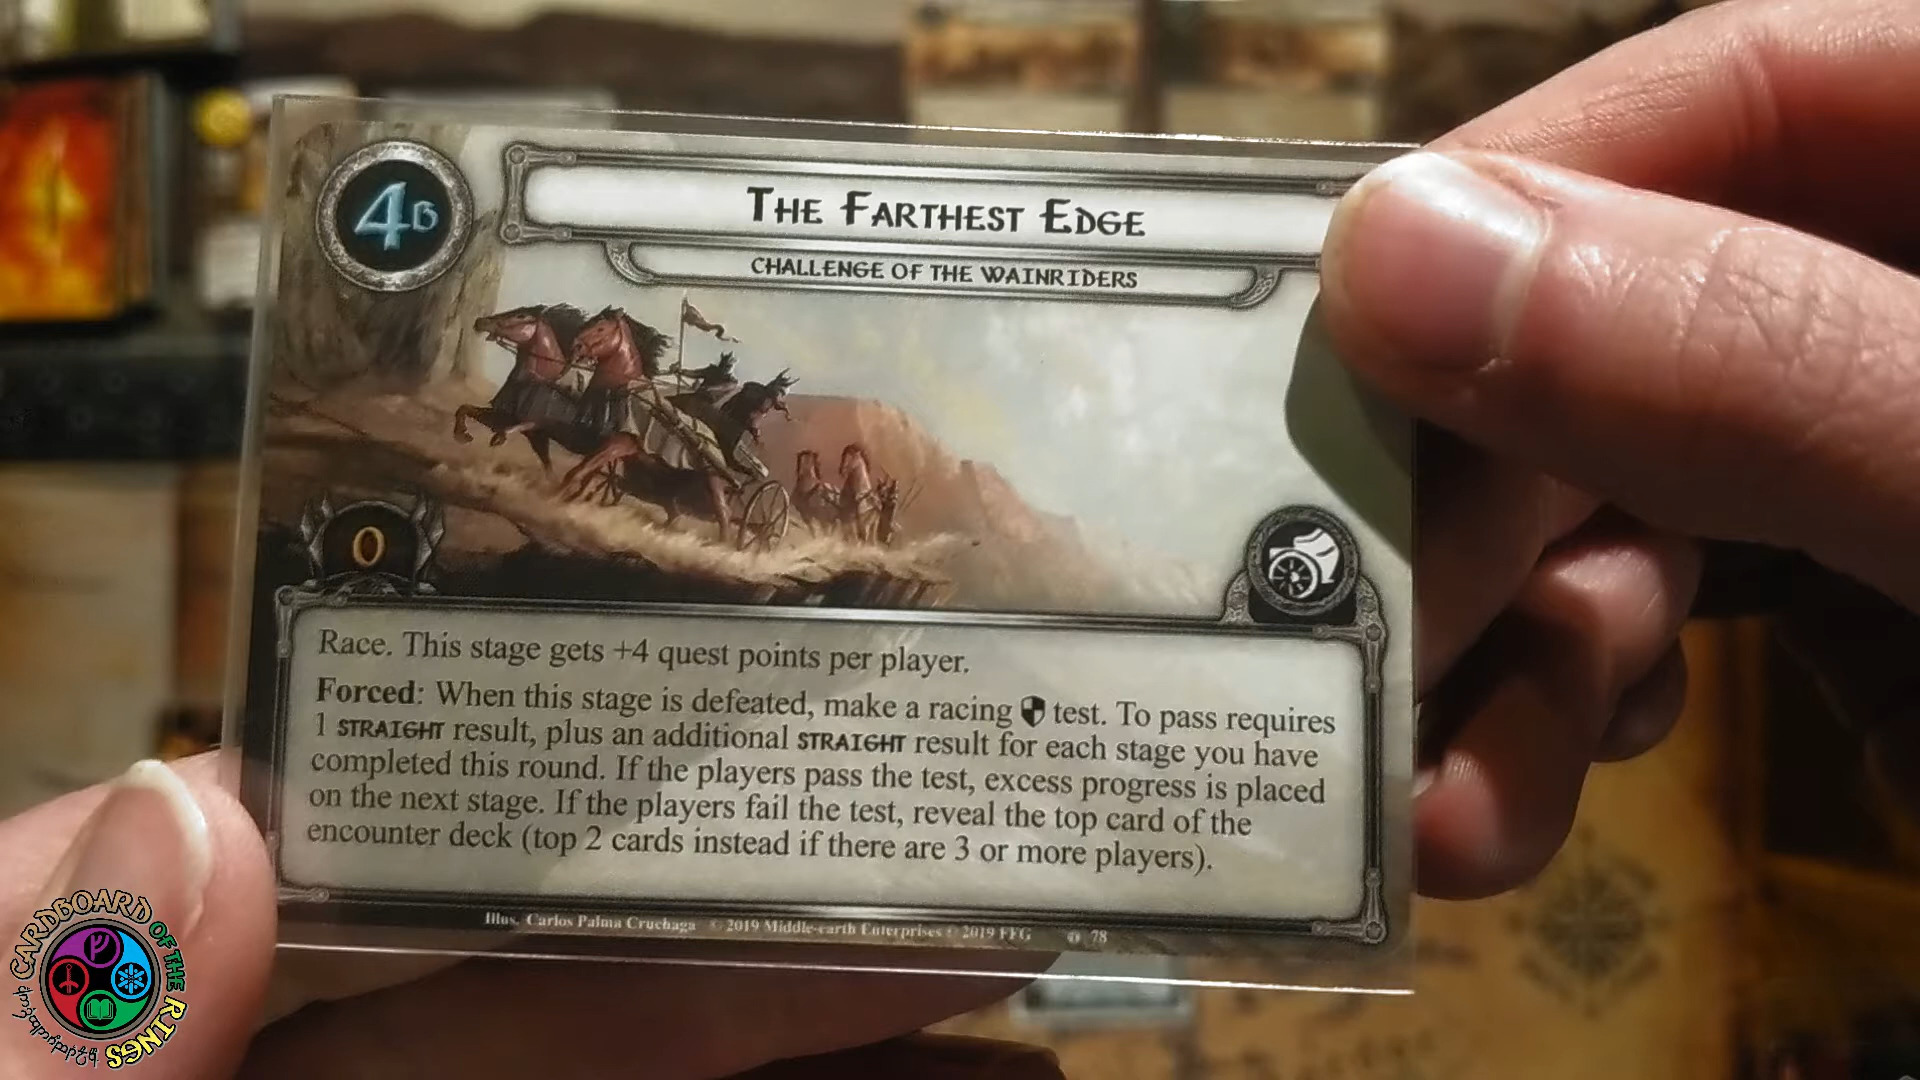 4B
THE FARTHEST EDGE
CHALLENGE OF THE WAINRIDERS
0
Race. This stage gets +4 quest points per player.
Forced: When this stage is defeated, make a racing test. To pass requires
1 STRAIGHT result, plus an additional STRAIGHT result for each stage you have
completed this round. If the players pass the test, excess progress is placed
on the next stage. If the players fail the test, reveal the top card of the
encounter deck (top 2 cards instead if there are 3 or more players).
Illus. Carlos Palma Cruchaga © 2019 Middle-earth Enterprises © 2019 FFG 78
CARDBOARD OF THE RINGS